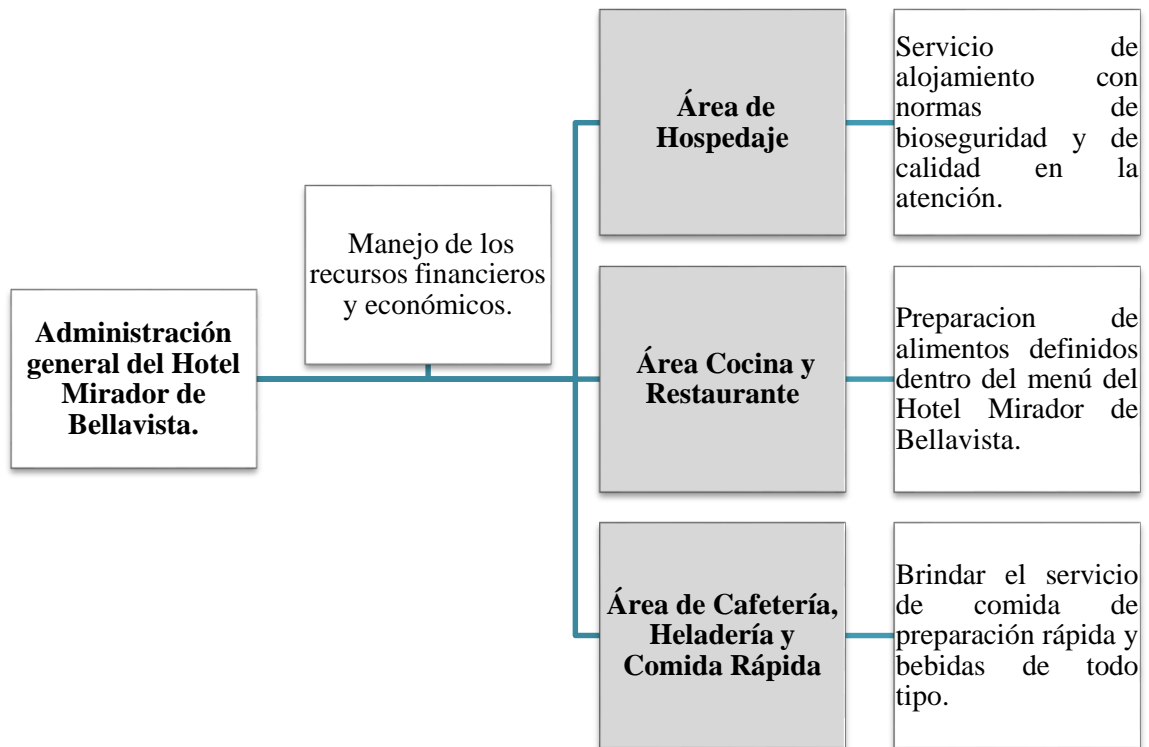 Administración
general del Hotel
Mirador de
Bellavista.
Manejo de los
recursos financieros
y económicos.
Área de
Hospedaje
Servicio de
alojamiento con
normas de
bioseguridad y de
calidad en la
atención.
Área Cocina y
Restaurante
Preparacion de
alimentos definidos
dentro del menú del
Hotel Mirador de
Bellavista.
Área de Cafetería,
Heladería y
Comida Rápida
Brindar el servicio
de comida de
preparación rápida y
bebidas de todo
tipo.